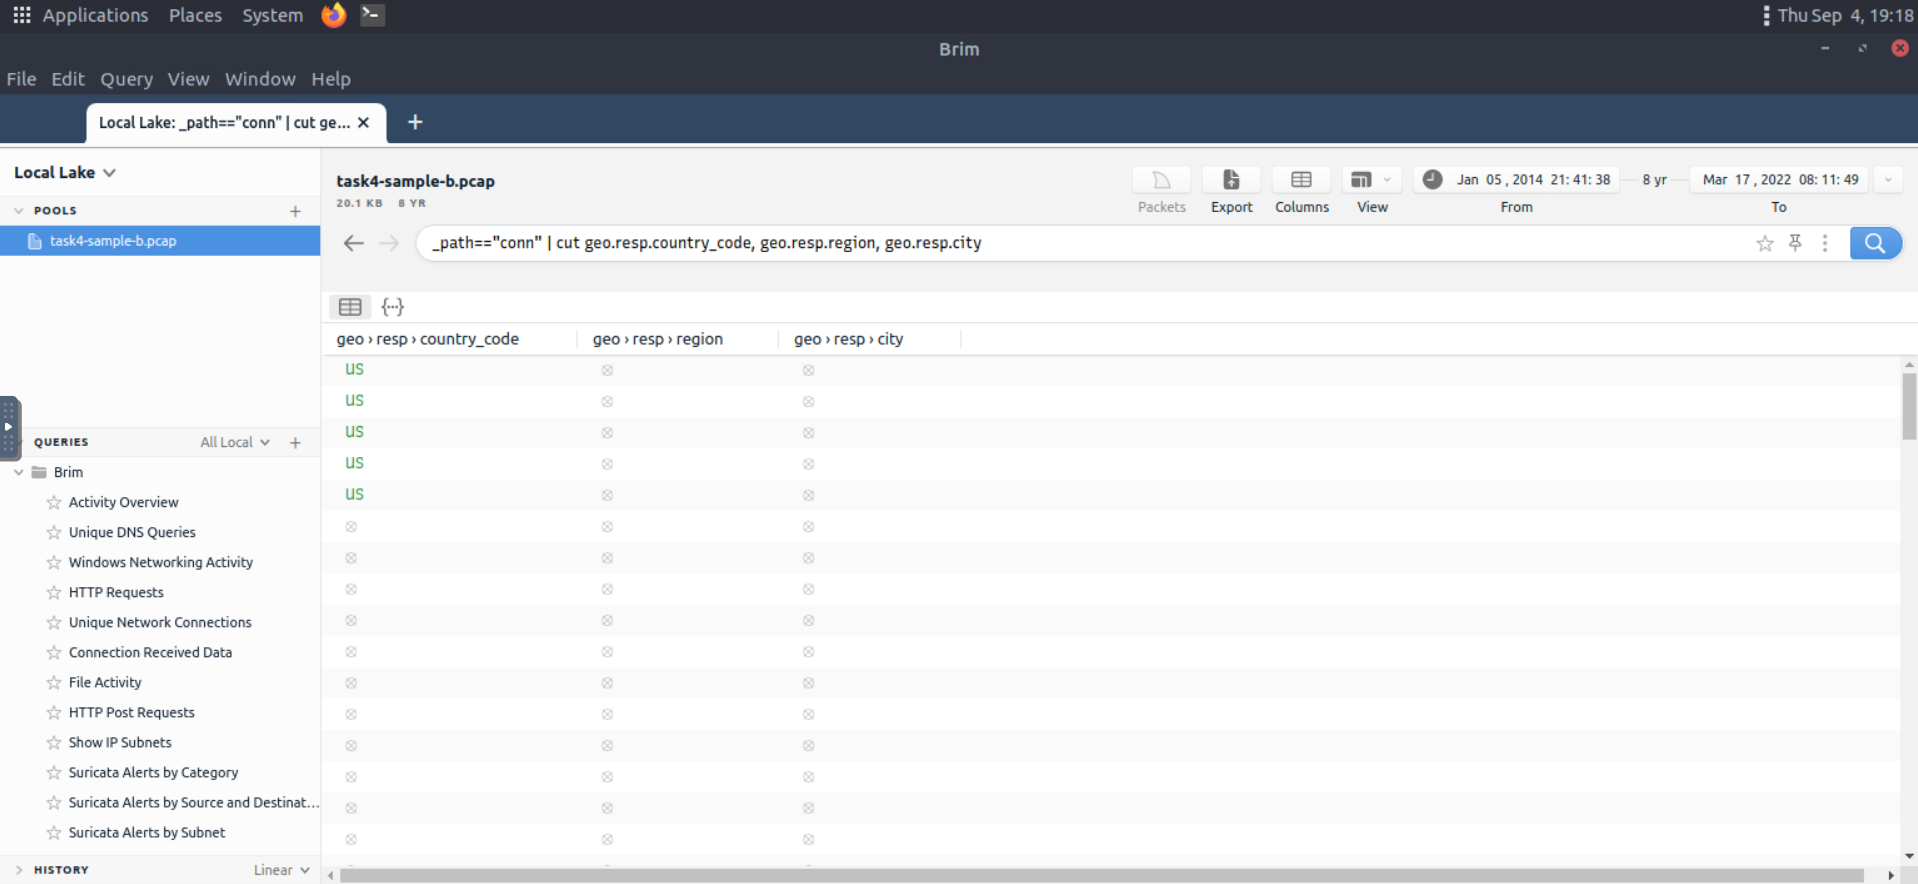 Applications Places System Thu Sep 4, 19:18
Brim
File Edit Query View Window Help
Local Lake: _path=="conn" | cut ge... × +
Local Lake
POOLS +
task4-sample-b.pcap
QUERIES All Local +
Brim
Activity Overview
Unique DNS Queries
Windows Networking Activity
HTTP Requests
Unique Network Connections
Connection Received Data
File Activity
HTTP Post Requests
Show IP Subnets
Suricata Alerts by Category
Suricata Alerts by Source and Destinat...
Suricata Alerts by Subnet
HISTORY Linear
task4-sample-b.pcap
20.1 KB 8 YR
Packets Export Columns View
Jan 05 , 2014 21: 41: 38 8 yr Mar 17 , 2022 08: 11: 49
From To
_path=="conn" | cut geo.resp.country_code, geo.resp.region, geo.resp.city
geo › resp › country_code geo › resp › region geo › resp › city
US
US
US
US
US